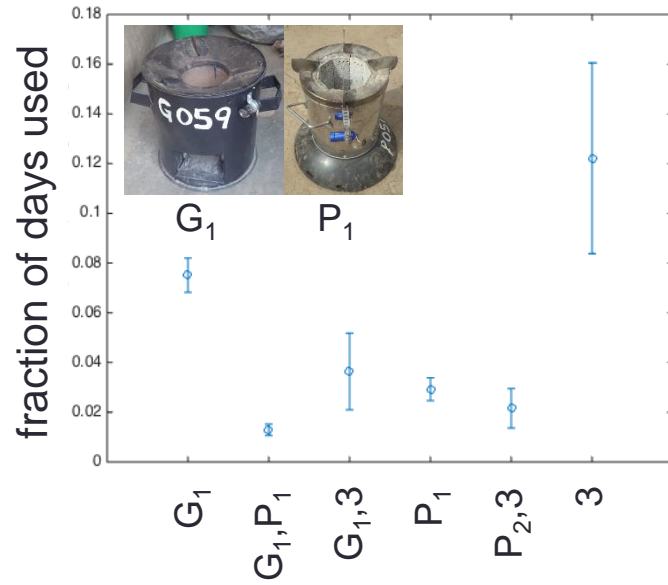 fraction of days used
0.18
0.16
0.14
0.12
0.1
0.08
0.06
0.04
0.02
0
G059
P05
G₁
P₁
G₁
G₁,P₁
G₁,3
P₁
P₂,3
3